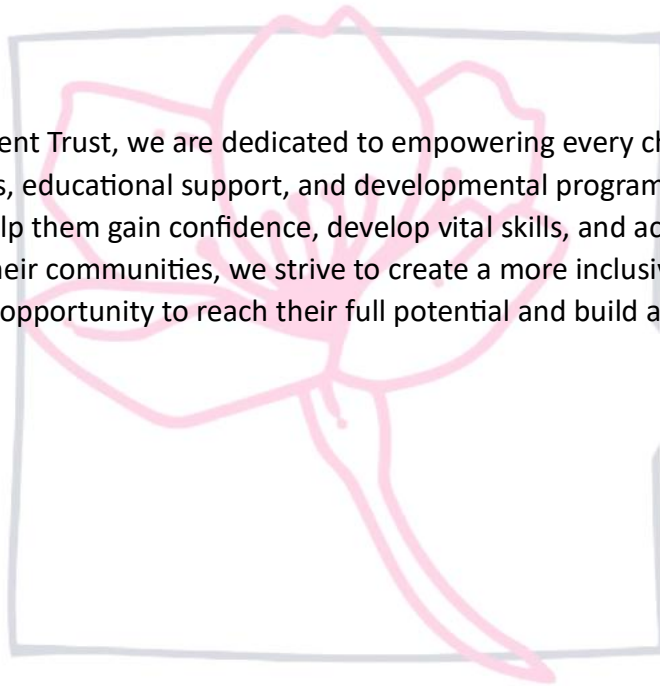 ent Trust, we are dedicated to empowering every ch
s, educational support, and developmental program
lp them gain confidence, develop vital skills, and ac
heir communities, we strive to create a more inclusiv
opportunity to reach their full potential and build a